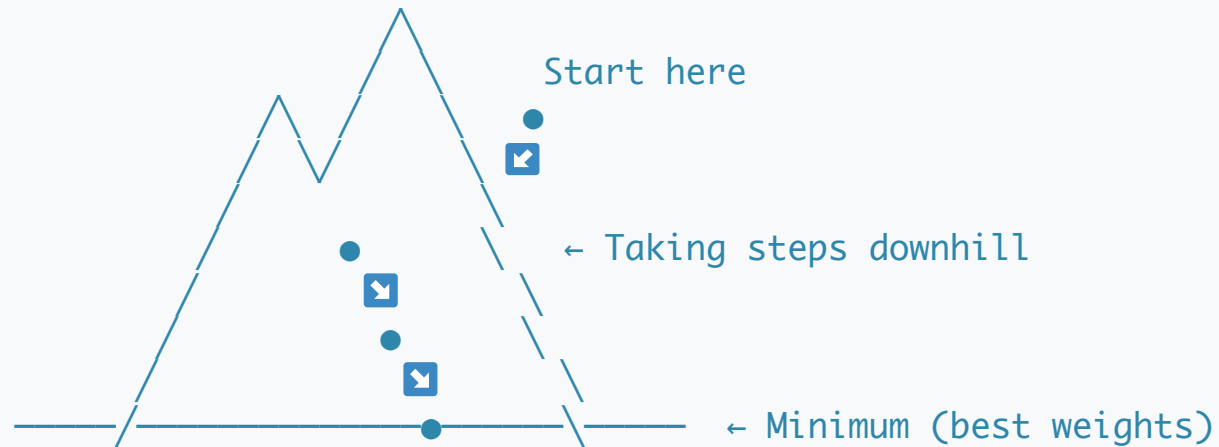 Start here
← Taking steps downhill
← Minimum (best weights)